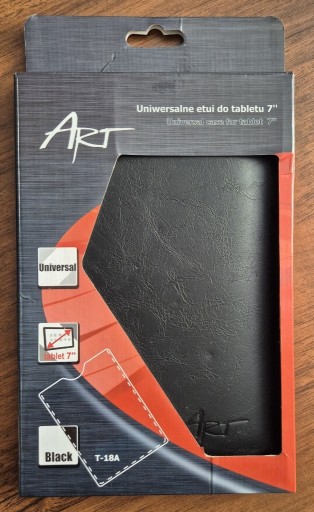 Uniwersalne etui do tabletu 7"
Universal case for tablet 7"
ART
Universal
tablet 7"
Black
T-18A
ART